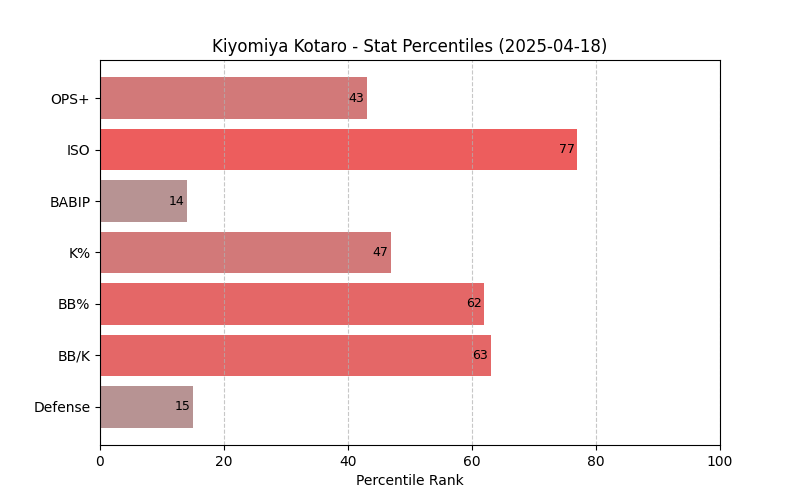 Kiyomiya Kotaro - Stat Percentiles (2025-04-18)
OPS+ 43
ISO 77
BABIP 14
K% 47
BB% 62
BB/K 63
Defense 15
0 20 40 60 80 100
Percentile Rank